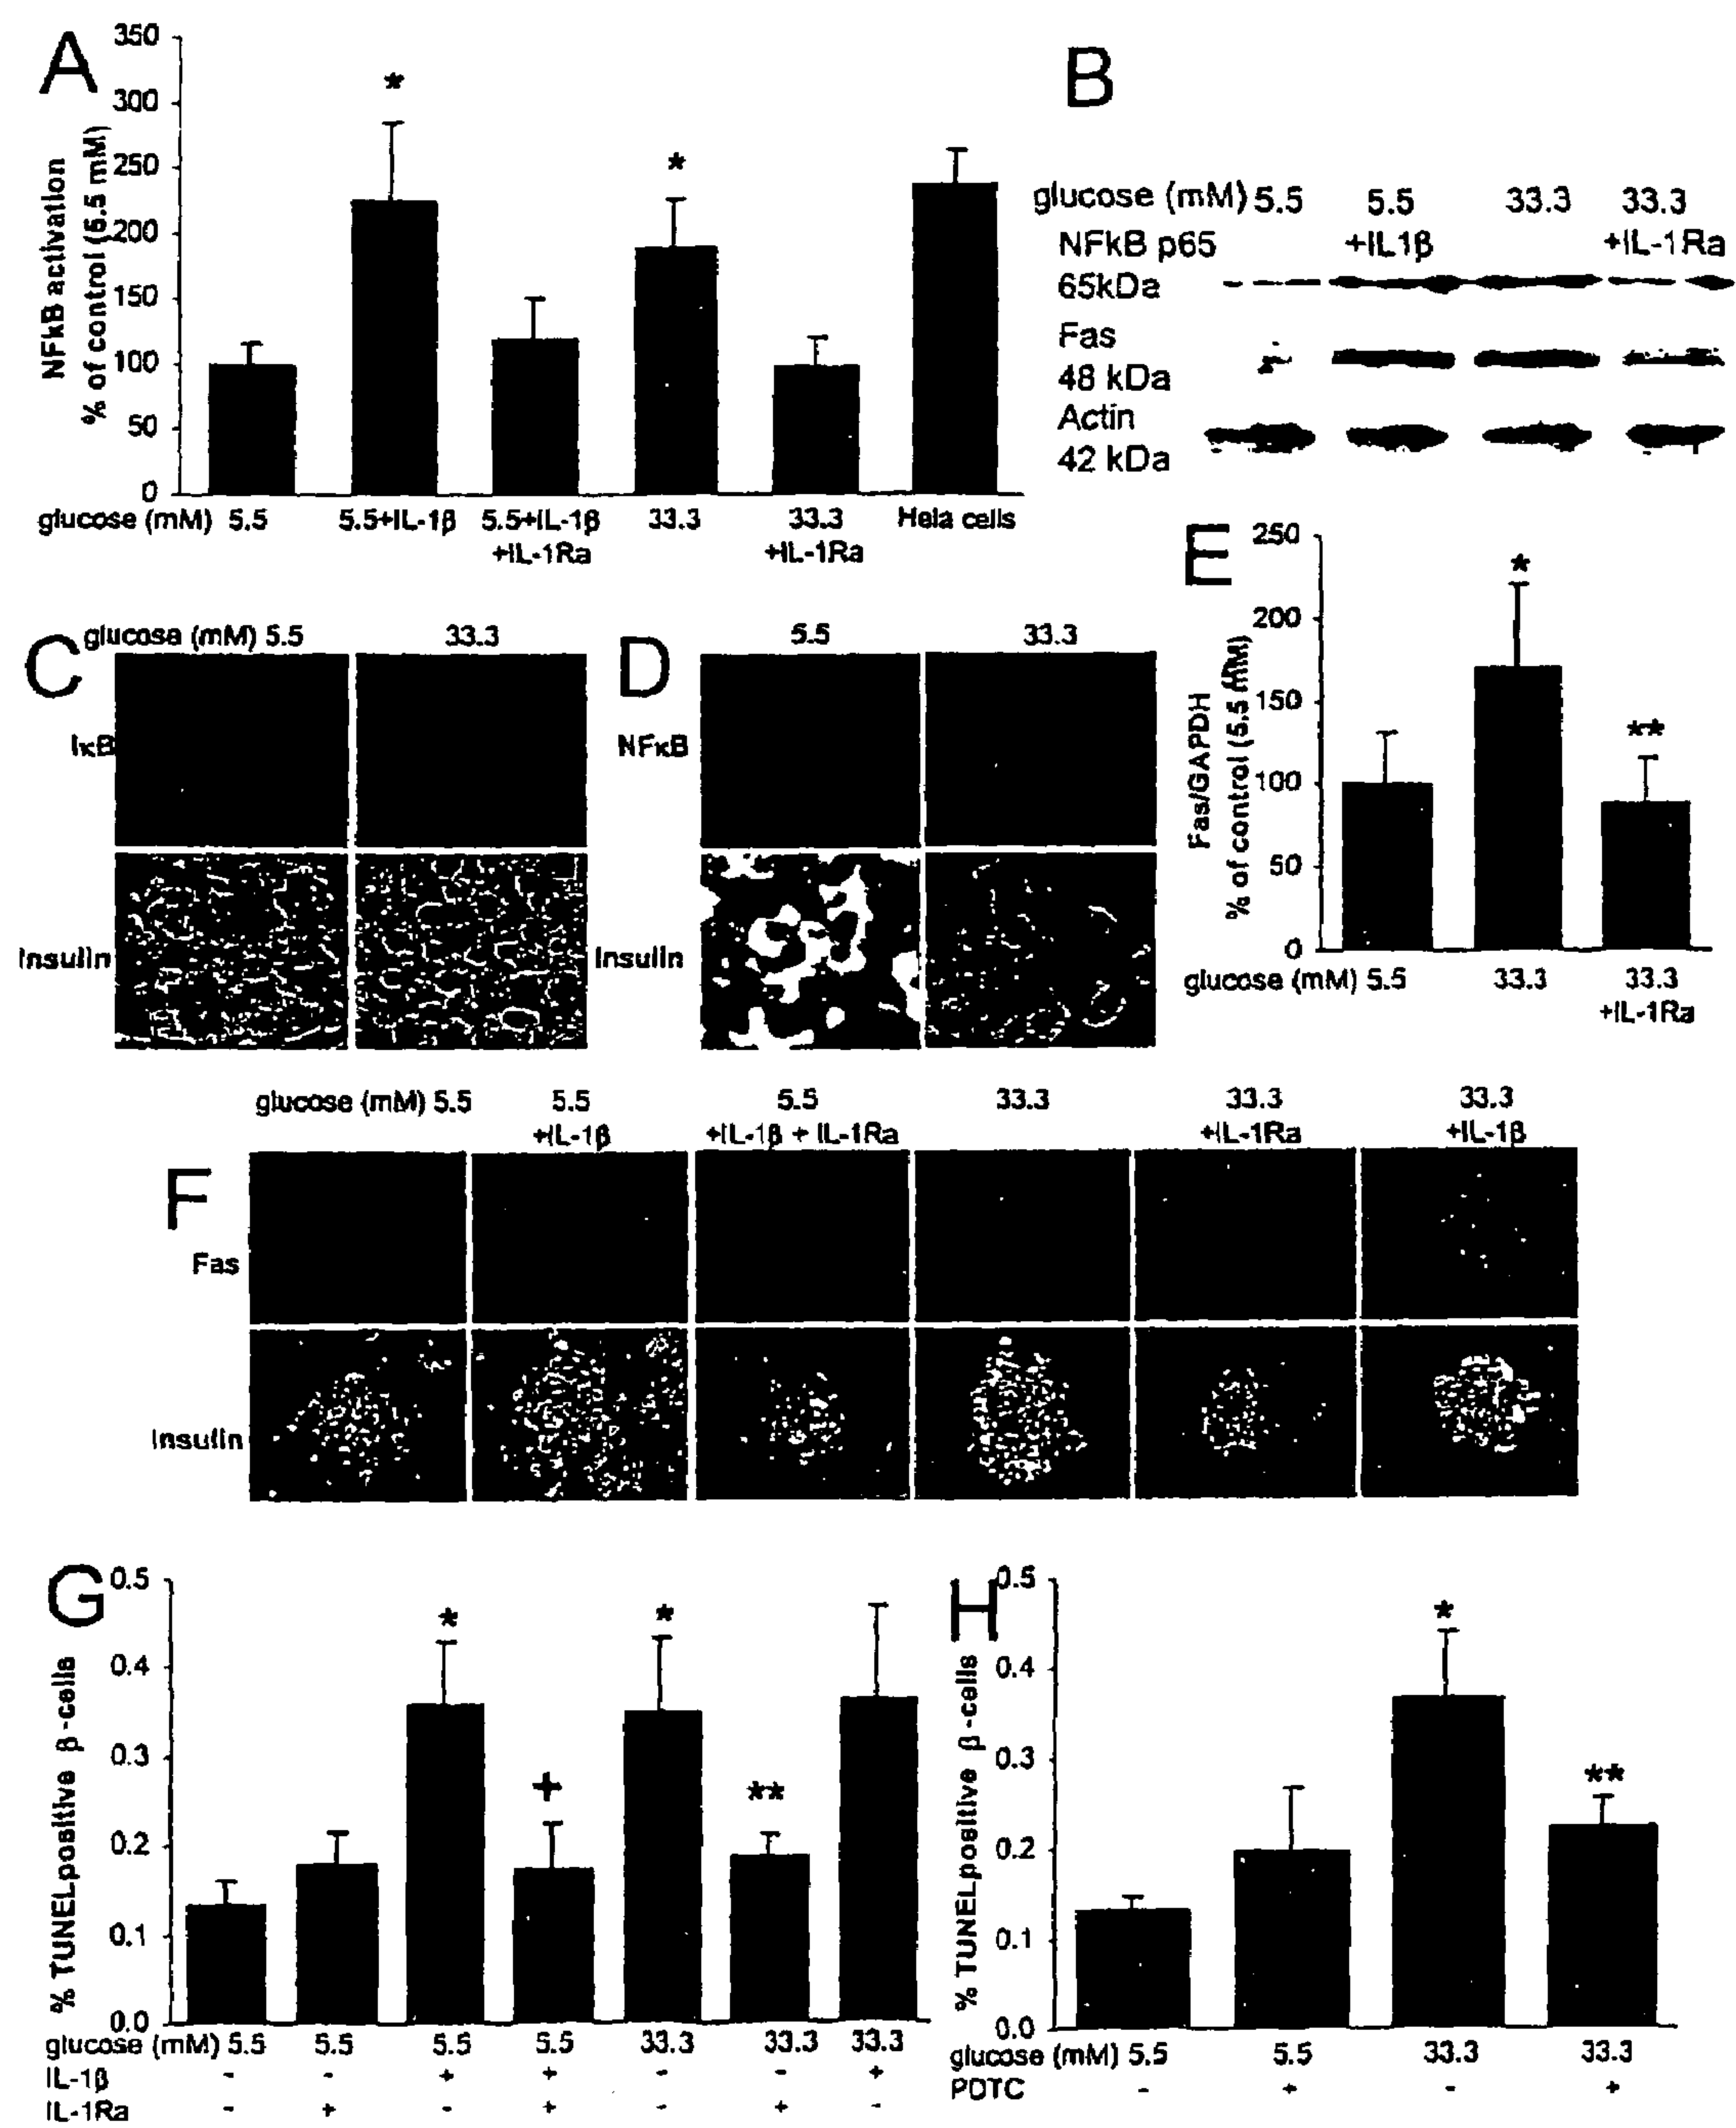 A
350
300
250
200
150
100
50
0
NFkB activation
% of control (5.5 mM)
*
*
glucose (mM) 5.5 5.5+IL-1β 5.5+IL-1β 33.3 33.3 Hela cells
+IL-1Ra +IL-1Ra
B
glucose (mM) 5.5 5.5 33.3 33.3
NFkB p65 +IL1β +IL-1Ra
65kDa
Fas
48 kDa
Actin
42 kDa
C
glucose (mM) 5.5 33.3
IκB
Insulin
D
5.5 33.3
NFκB
Insulin
E
250
200
150
100
50
0
Fas/GAPDH
% of control (5.5 mM)
*
**
glucose (mM) 5.5 33.3 33.3
+IL-1Ra
glucose (mM) 5.5 5.5 5.5 33.3 33.3 33.3
+IL-1β +IL-1β + IL-1Ra +IL-1Ra +IL-1β
F
Fas
Insulin
G
0.5
0.4
0.3
0.2
0.1
0.0
% TUNELpositive β-cells
* + * **
glucose (mM) 5.5 5.5 5.5 5.5 33.3 33.3 33.3
IL-1β - - + + - - +
IL-1Ra - + - + - + -
H
0.5
0.4
0.3
0.2
0.1
0.0
% TUNELpositive β-cells
* **
glucose (mM) 5.5 5.5 33.3 33.3
PDTC - + - +